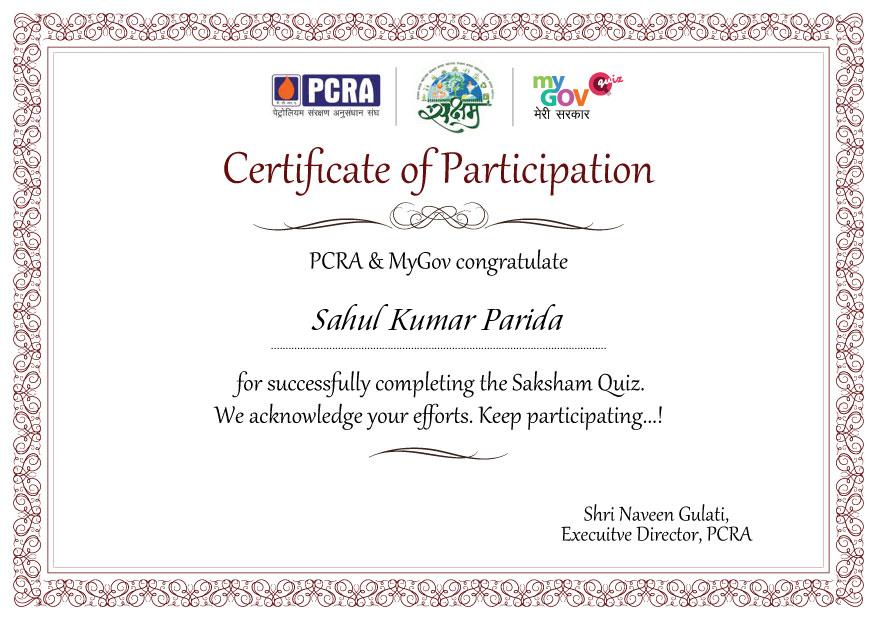 PCRA
पेट्रोलियम संरक्षण अनुसंधान संघ
सक्षम
my
GOV
quiz
मेरी सरकार
Certificate of Participation
PCRA & MyGov congratulate
Sahul Kumar Parida
for successfully completing the Saksham Quiz.
We acknowledge your efforts. Keep participating...!
Shri Naveen Gulati,
Execuitve Director, PCRA